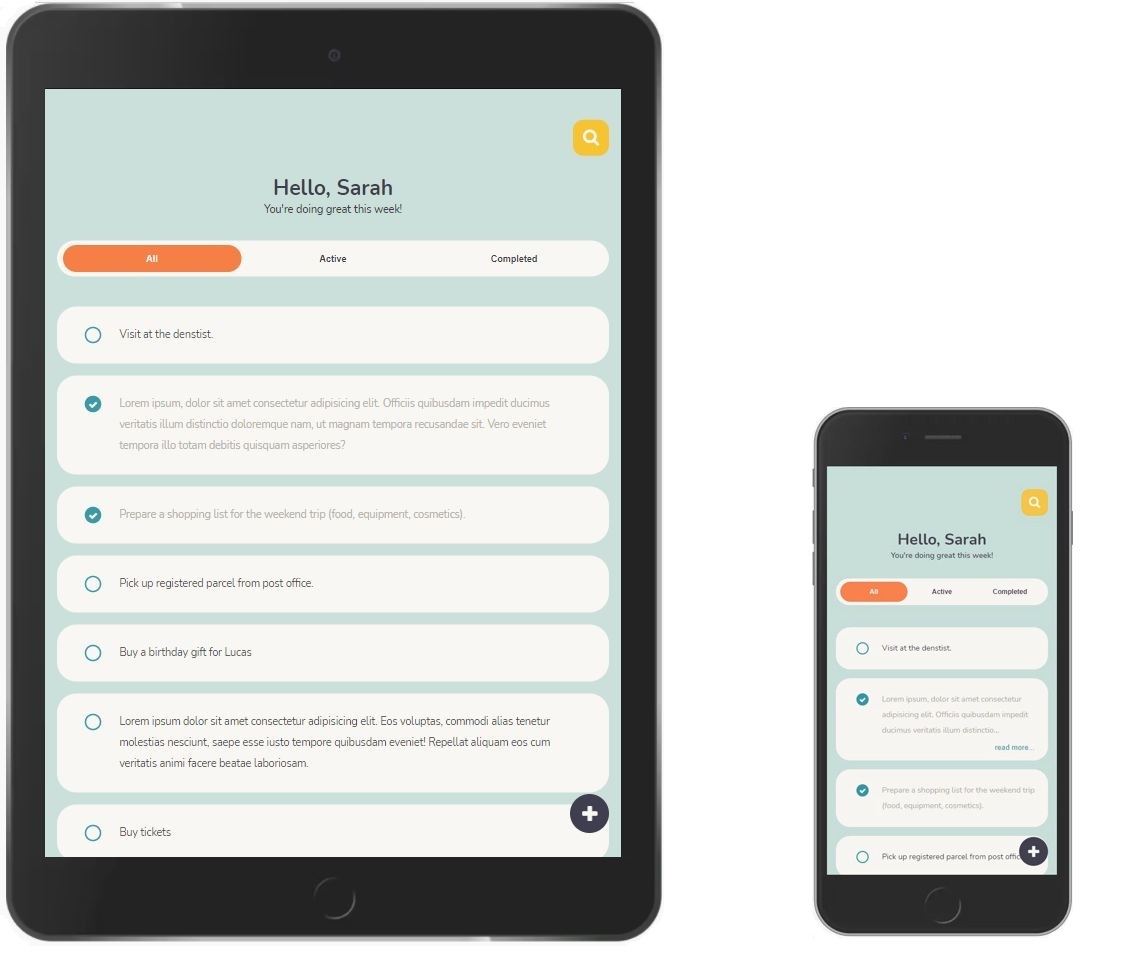 Hello, Sarah
You're doing great this week!
All Active Completed
Visit at the denstist.
Lorem ipsum, dolor sit amet consectetur adipisicing elit. Officiis quibusdam impedit ducimus
veritatis illum distinctio doloremque nam, ut magnam tempora recusandae sit. Vero eveniet
tempora illo totam debitis quisquam asperiores?
Prepare a shopping list for the weekend trip (food, equipment, cosmetics).
Pick up registered parcel from post office.
Buy a birthday gift for Lucas
Lorem ipsum dolor sit amet consectetur adipisicing elit. Eos voluptas, commodi alias tenetur
molestias nesciunt, saepe esse iusto tempore quibusdam eveniet! Repellat aliquam eos cum
veritatis animi facere beatae laboriosam.
Buy tickets
Hello, Sarah
You're doing great this week!
All Active Completed
Visit at the denstist.
Lorem ipsum, dolor sit amet consectetur
adipisicing elit. Officiis quibusdam impedit
ducimus veritatis illum distinctio...
read more...
Prepare a shopping list for the weekend trip
(food, equipment, cosmetics).
Pick up registered parcel from post offic